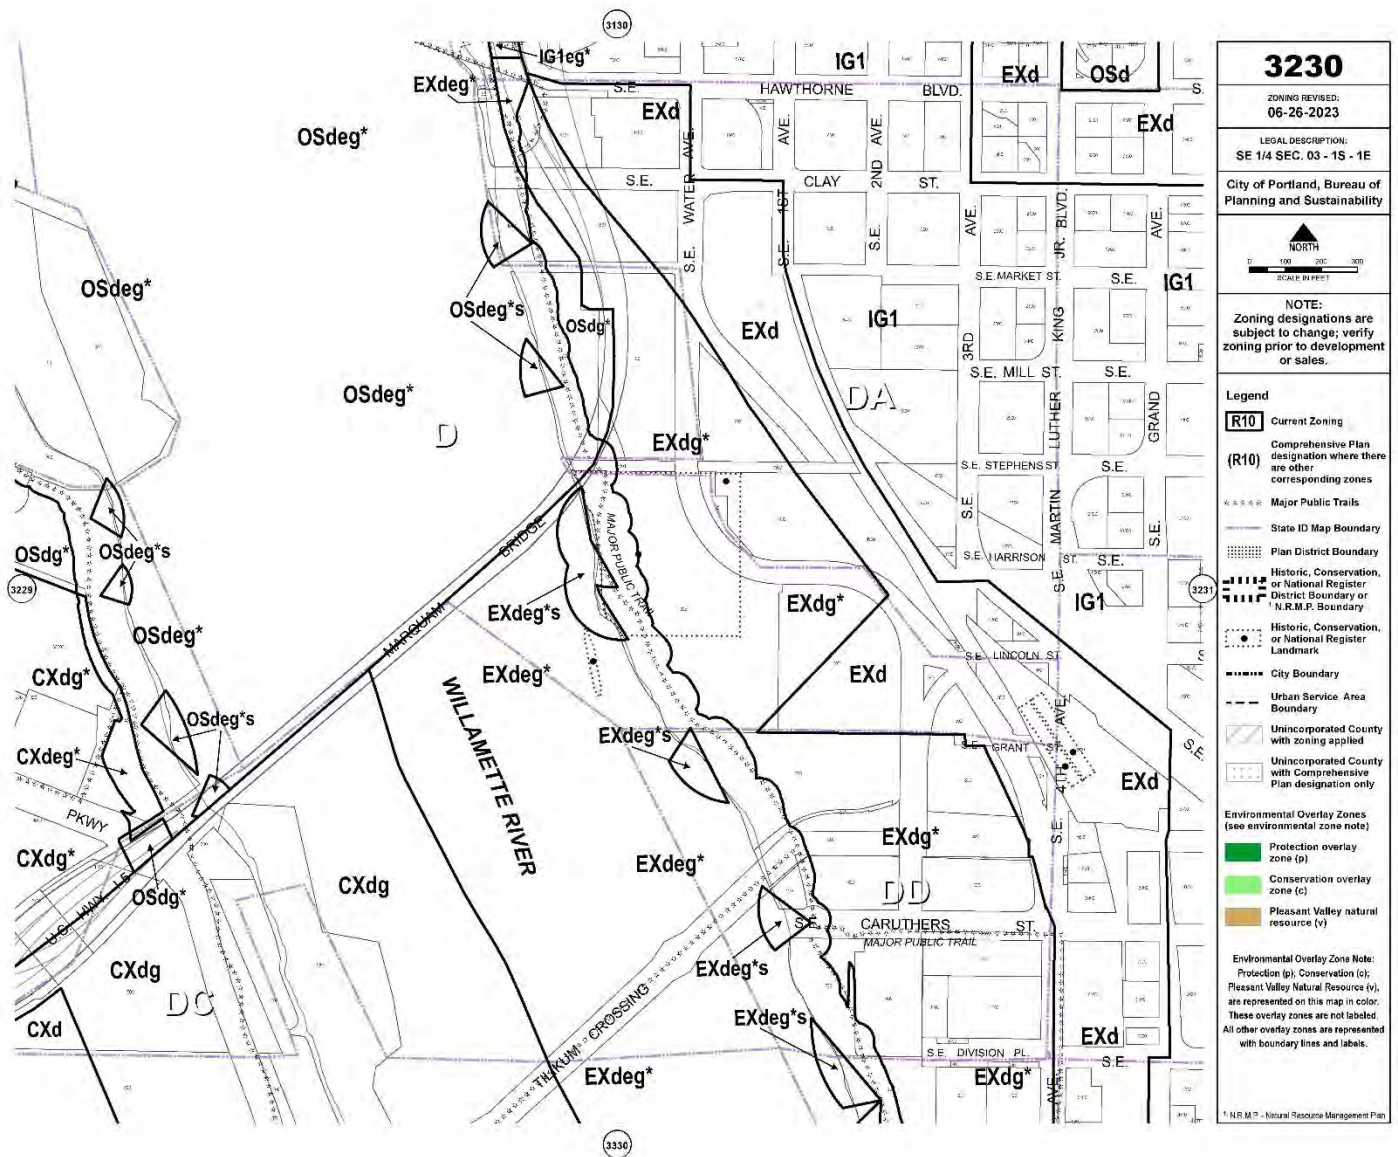 3130
IG1eg*
EXdeg*
IG1
EXd
OSd
S.E.
HAWTHORNE
BLVD.
S.
OSdeg*
EXd
EXd
S.E.
CLAY
ST.
S.E. WATER AVE.
S.E. 1ST AVE.
S.E. 2ND AVE.
S.E. 3RD AVE.
S.E. MARTIN LUTHER KING JR. BLVD.
S.E. GRAND AVE.
OSdeg*
OSdeg*s
OSdg*
S.E. MARKET ST.
S.E.
IG1
IG1
EXd
OSdeg*
DA
S.E. MILL ST.
S.E.
D
EXdg*
S.E. STEPHENS ST.
S.E.
OSdg*
OSdeg*s
MARQUAM BRIDGE
MAJOR PUBLIC TRAIL
S.E. HARRISON ST.
S.E.
3229
3231
EXdeg*s
EXdg*
IG1
OSdeg*
CXdg*
EXdeg*
S.E. LINCOLN ST.
S
EXd
WILLAMETTE RIVER
OSdeg*s
EXdeg*s
S.E. GRANT ST.
S.E.
CXdeg*
S.E. 4TH AVE.
EXd
PKWY
CXdg*
EXdg*
EXdeg*
CXdg
DD
U.S. HWY. I-5
OSdg*
S.E. CARUTHERS ST.
MAJOR PUBLIC TRAIL
CXdg
EXdeg*s
DC
TILIKUM CROSSING
EXdeg*s
CXd
EXd
S.E. DIVISION PL.
S.E.
EXdeg*
EXdg*
AVE.
3330
3230
ZONING REVISED:
06-26-2023
LEGAL DESCRIPTION:
SE 1/4 SEC. 03 - 1S - 1E
City of Portland, Bureau of
Planning and Sustainability
NORTH
0 100 200 300
SCALE IN FEET
NOTE:
Zoning designations are
subject to change; verify
zoning prior to development
or sales.
Legend
R10 Current Zoning
(R10) Comprehensive Plan
designation where there
are other
corresponding zones
Major Public Trails
State ID Map Boundary
Plan District Boundary
Historic, Conservation,
or National Register
District Boundary or
¹ N.R.M.P. Boundary
Historic, Conservation,
or National Register
Landmark
City Boundary
Urban Service Area
Boundary
Unincorporated County
with zoning applied
Unincorporated County
with Comprehensive
Plan designation only
Environmental Overlay Zones
(see environmental zone note)
Protection overlay
zone (p)
Conservation overlay
zone (c)
Pleasant Valley natural
resource (v)
Environmental Overlay Zone Note:
Protection (p); Conservation (c);
Pleasant Valley Natural Resource (v),
are represented on this map in color.
These overlay zones are not labeled.
All other overlay zones are represented
with boundary lines and labels.
¹ N.R.M.P. - Natural Resource Management Plan